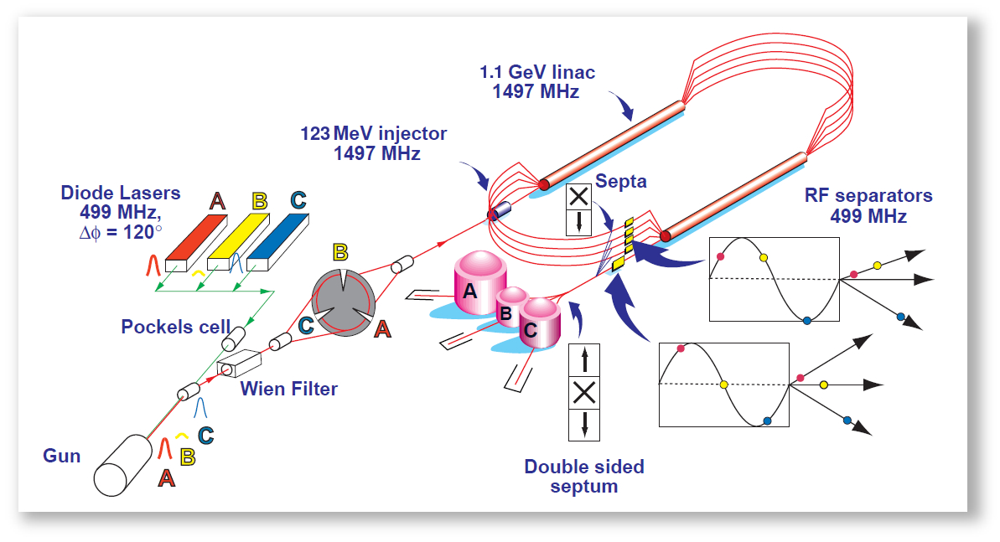 1.1 GeV linac
1497 MHz
123 MeV injector
1497 MHz
Septa
RF separators
499 MHz
Diode Lasers
499 MHz,
Δϕ = 120°
A
B
C
B
C
A
Pockels cell
Wien Filter
A
B
C
Gun
A
B
C
Double sided
septum